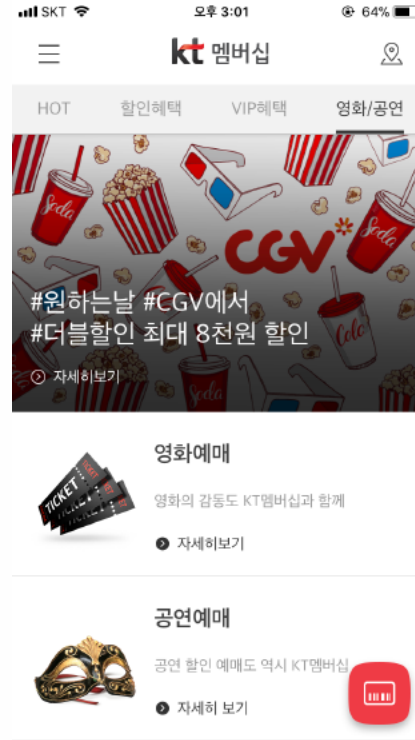 SKT 오후 3:01 64%
kt 멤버십
HOT 할인혜택 VIP혜택 영화/공연
Soda
Soda
CGV
#원하는날 #CGV에서
#더블할인 최대 8천원 할인
Cola
자세히보기
Soda
영화예매
TICKET
영화의 감동도 KT멤버십과 함께
자세히보기
공연예매
공연 할인 예매도 역시 KT멤버십
자세히 보기